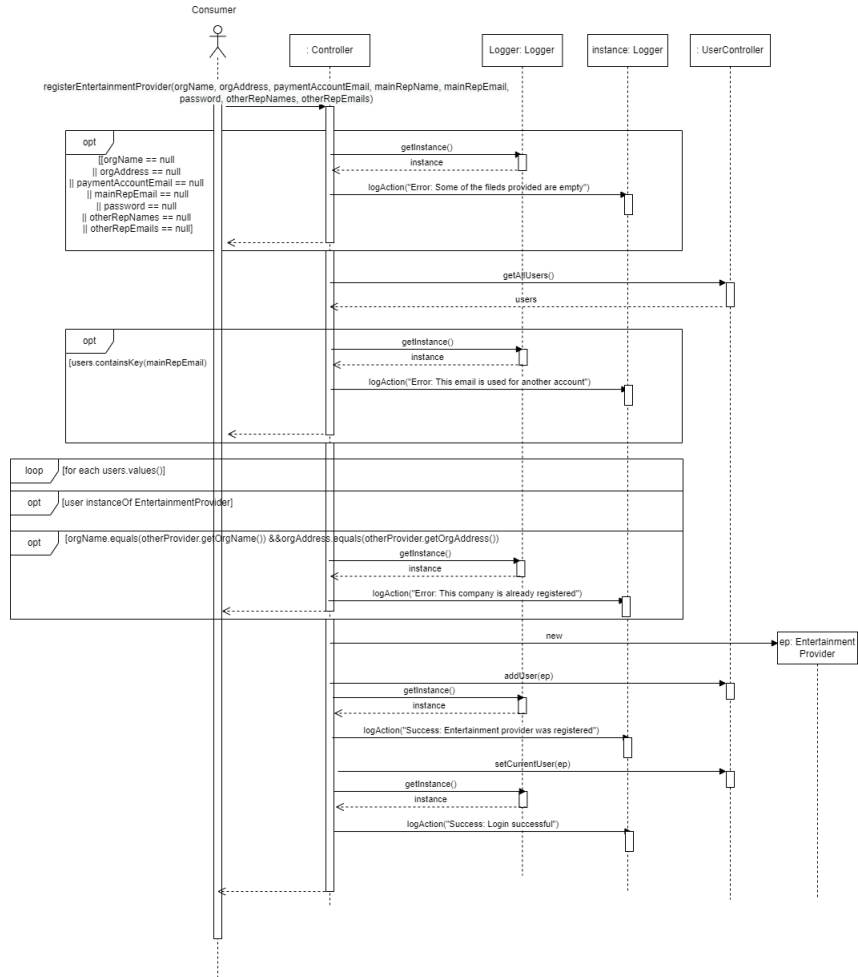 Consumer
: Controller
Logger: Logger
instance: Logger
: UserController
registerEntertainmentProvider(orgName, orgAddress, paymentAccountEmail, mainRepName, mainRepEmail,
password, otherRepNames, otherRepEmails)
opt
[[orgName == null
|| orgAddress == null
|| paymentAccountEmail == null
|| mainRepEmail == null
|| password == null
|| otherRepNames == null
|| otherRepEmails == null]
getInstance()
instance
logAction("Error: Some of the fileds provided are empty")
getAllUsers()
users
opt
[users.containsKey(mainRepEmail)
getInstance()
instance
logAction("Error: This email is used for another account")
loop
[for each users.values()]
opt
[user instanceOf EntertainmentProvider]
opt
[orgName.equals(otherProvider.getOrgName()) &&orgAddress.equals(otherProvider.getOrgAddress())
getInstance()
instance
logAction("Error: This company is already registered")
new
ep: Entertainment
Provider
addUser(ep)
getInstance()
instance
logAction("Success: Entertainment provider was registered")
setCurrentUser(ep)
getInstance()
instance
logAction("Success: Login successful")